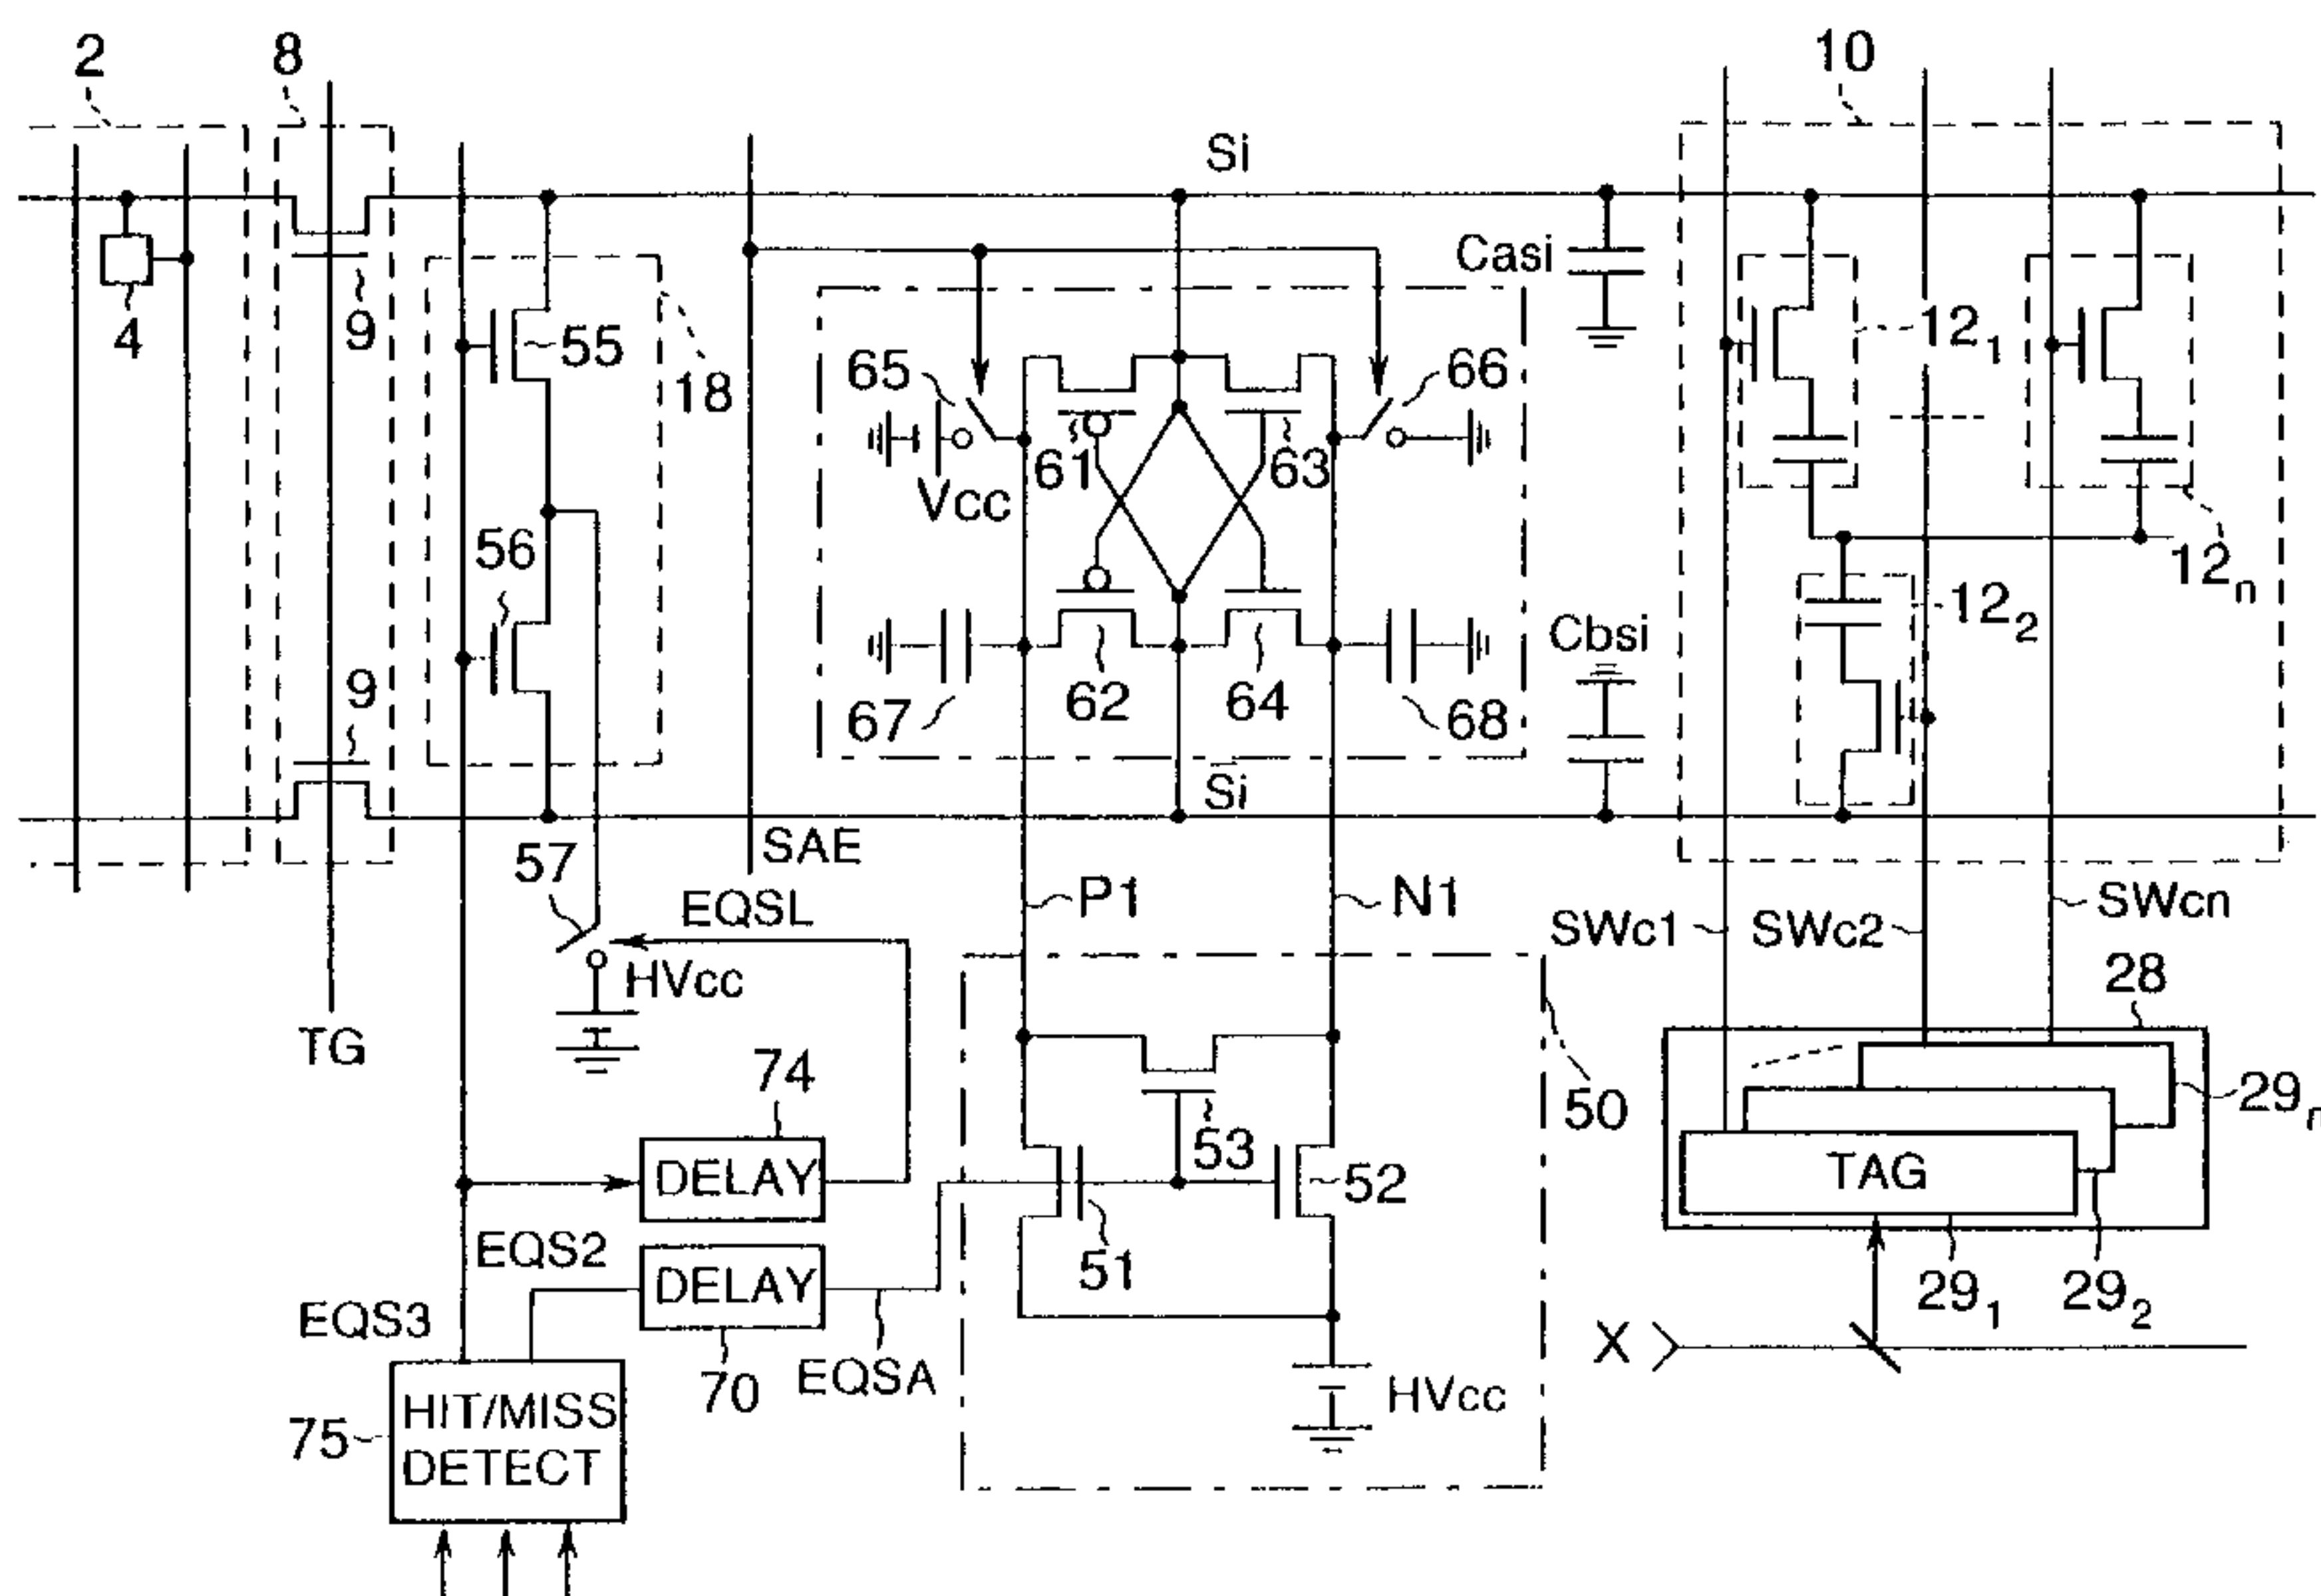 2
8
10
Si
Casi
4
9
55
18
65
66
12₁
61
63
Vcc
56
12n
12₂
Cbsi
9
67
62
64
68
S̅i
57
SAE
EQSL
P1
N1
SWc1
SWc2
SWcn
HVcc
28
TG
74
50
29n
DELAY
53
52
TAG
EQS2
DELAY
51
29₁
29₂
EQS3
70
EQSA
X
HVcc
75
HIT/MISS
DETECT